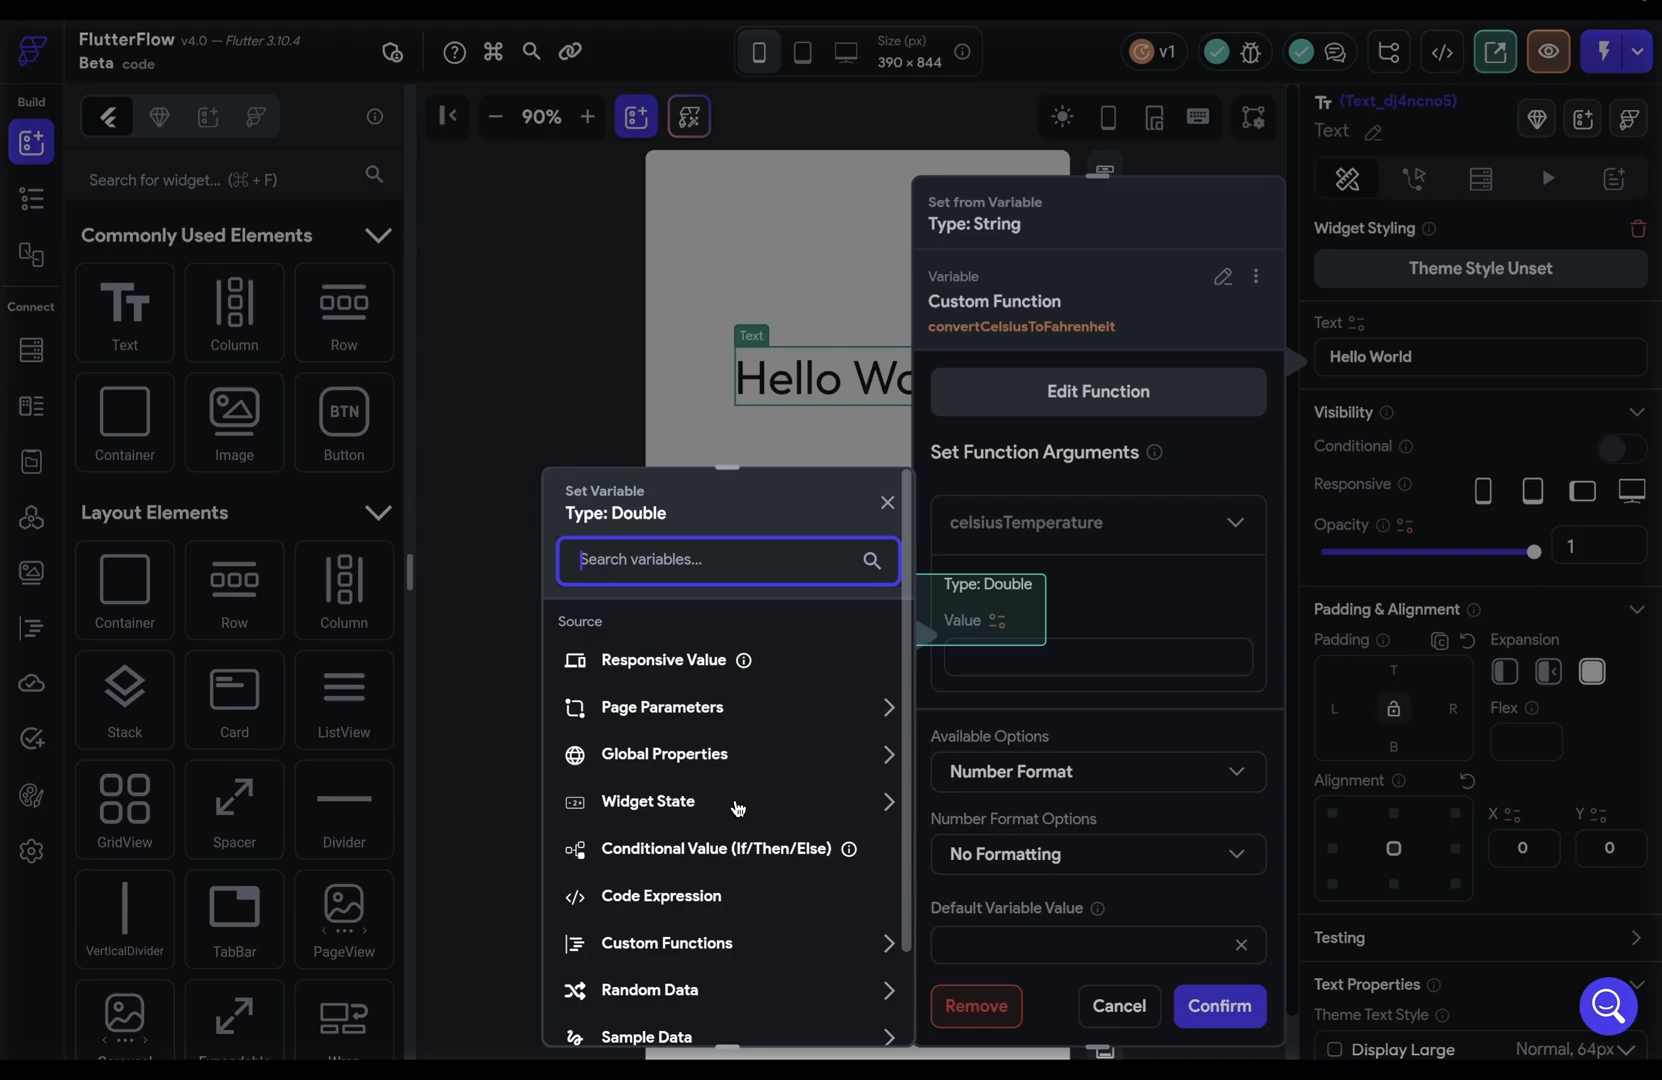 FlutterFlow v4.0 — Flutter 3.10.4
Beta code
Size (px)
390 × 844
v1
Build
Connect
Search for widget... (⌘ + F)
Commonly Used Elements
Text
Column
Row
Container
Image
BTN
Button
Layout Elements
Container
Row
Column
Stack
Card
ListView
GridView
Spacer
Divider
VerticalDivider
TabBar
PageView
90%
Text
Hello Wo
Set Variable
Type: Double
Search variables...
Source
Responsive Value
Page Parameters
Global Properties
Widget State
Conditional Value (If/Then/Else)
Code Expression
Custom Functions
Random Data
Sample Data
Set from Variable
Type: String
Variable
Custom Function
convertCelsiusToFahrenheit
Edit Function
Set Function Arguments
celsiusTemperature
Type: Double
Value
Available Options
Number Format
Number Format Options
No Formatting
Default Variable Value
Remove
Cancel
Confirm
Tт (Text_dj4ncno5)
Text
Widget Styling
Theme Style Unset
Text
Hello World
Visibility
Conditional
Responsive
Opacity
1
Padding & Alignment
Padding
Expansion
T
L
R
B
Flex
Alignment
X
Y
0
0
Testing
Text Properties
Theme Text Style
Display Large
Normal, 64px